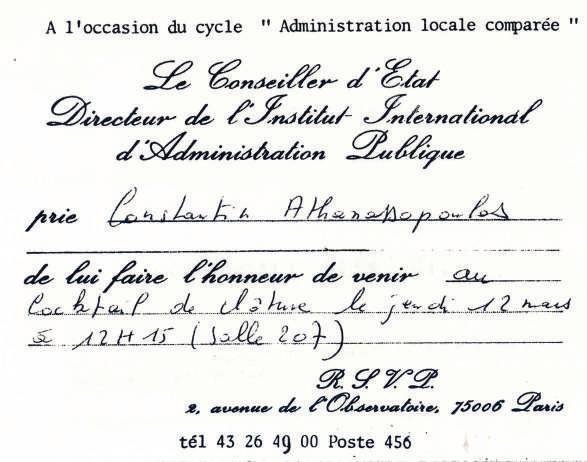 A l'occasion du cycle " Administration locale comparée "
Le Conseiller d'Etat
Directeur de l'Institut International
d'Administration Publique
prie Constantin Athanassopoulos
de lui faire l'honneur de venir au
Cocktail de clôture le jeudi 12 mars
à 12H15 (Salle 207)
R. S. V. P.
2, avenue de l'Observatoire, 75006 Paris
tél 43 26 49 00 Poste 456